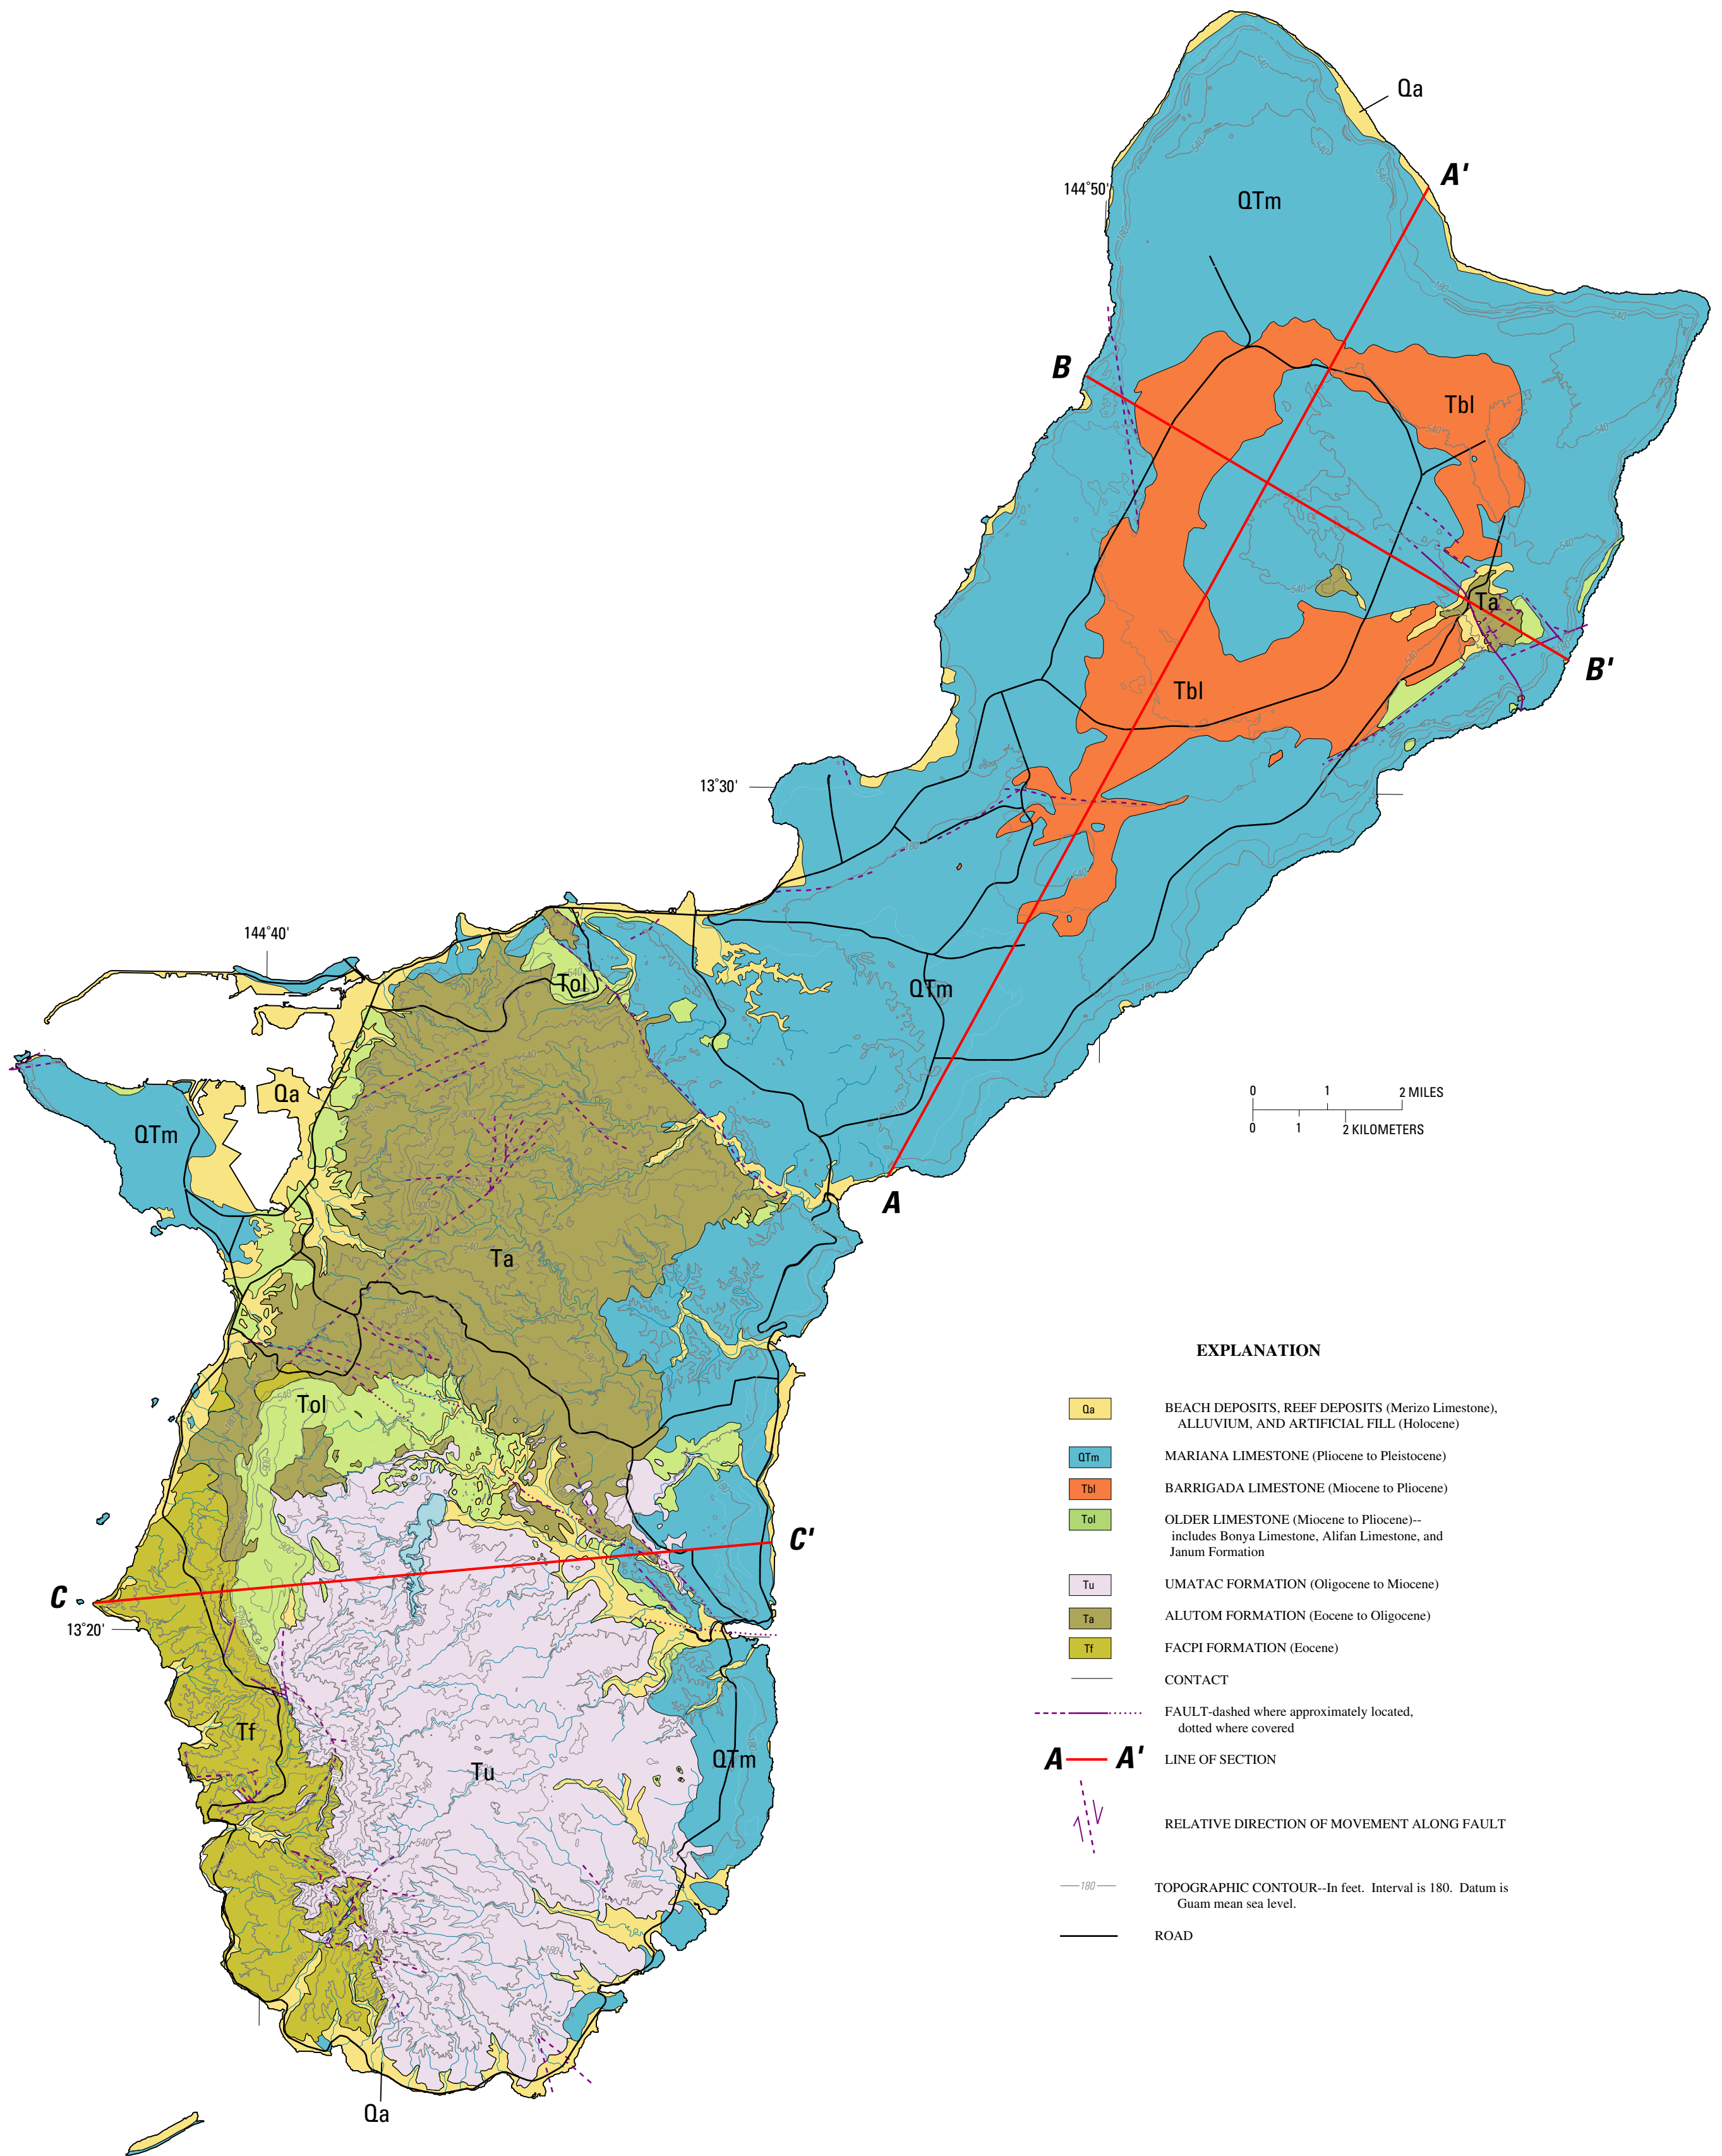 Qa
A'
144°50'
QTm
B
Tbl
Ta
B'
Tbl
13°30'
144°40'
Tol
QTm
Qa
QTm
0 1 2 MILES
0 1 2 KILOMETERS
A
Ta
Tol
C'
C
13°20'
Tf
Tu
QTm
Qa
EXPLANATION
Qa BEACH DEPOSITS, REEF DEPOSITS (Merizo Limestone),
ALLUVIUM, AND ARTIFICIAL FILL (Holocene)
QTm MARIANA LIMESTONE (Pliocene to Pleistocene)
Tbl BARRIGADA LIMESTONE (Miocene to Pliocene)
Tol OLDER LIMESTONE (Miocene to Pliocene)--
includes Bonya Limestone, Alifan Limestone, and
Janum Formation
Tu UMATAC FORMATION (Oligocene to Miocene)
Ta ALUTOM FORMATION (Eocene to Oligocene)
Tf FACPI FORMATION (Eocene)
CONTACT
FAULT-dashed where approximately located,
dotted where covered
A A' LINE OF SECTION
RELATIVE DIRECTION OF MOVEMENT ALONG FAULT
180 TOPOGRAPHIC CONTOUR--In feet. Interval is 180. Datum is
Guam mean sea level.
ROAD